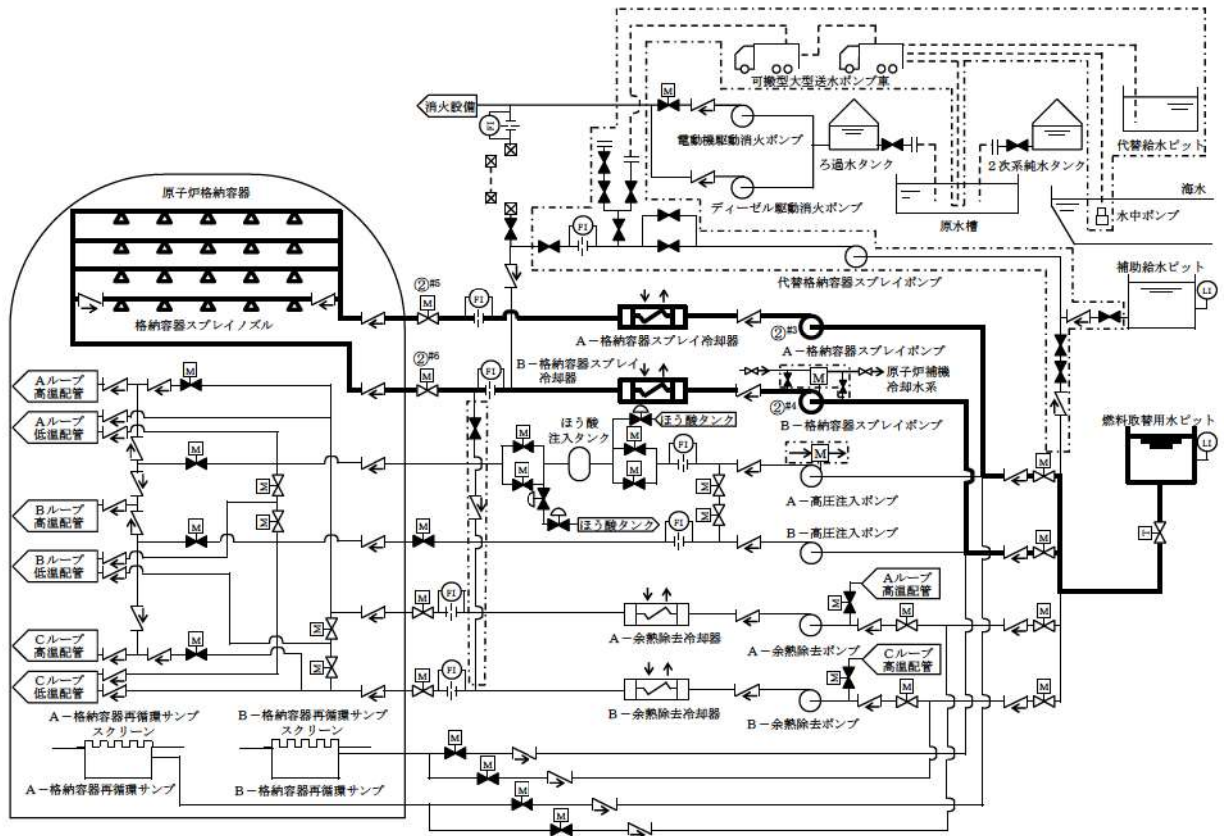 可搬型大型送水ポンプ車
消火設備
M
FI
電動機駆動消火ポンプ
ろ過水タンク
2次系純水タンク
代替給水ピット
ディーゼル駆動消火ポンプ
原水槽
海水
水中ポンプ
FI
代替格納容器スプレイポンプ
補助給水ピット
LI
原子炉格納容器
格納容器スプレイノズル
②#5
M
FI
A-格納容器スプレイ冷却器
②#3
A-格納容器スプレイポンプ
②#6
M
FI
B-格納容器スプレイ
冷却器
M
原子炉補機
冷却水系
②#4
B-格納容器スプレイポンプ
燃料取替用水ピット
LI
Aループ
高温配管
M
Aループ
低温配管
M
M
ほう酸
注入タンク
ほう酸タンク
M
M
M
M
FI
M
M
A-高圧注入ポンプ
M
Bループ
高温配管
M
M
M
ほう酸タンク
FI
M
B-高圧注入ポンプ
M
Bループ
低温配管
M
FI
A-余熱除去冷却器
A-余熱除去ポンプ
Aループ
高温配管
M
M
M
Cループ
高温配管
M
M
M
Cループ
低温配管
M
FI
B-余熱除去冷却器
B-余熱除去ポンプ
Cループ
高温配管
M
M
M
A-格納容器再循環サンプ
スクリーン
B-格納容器再循環サンプ
スクリーン
A-格納容器再循環サンプ
B-格納容器再循環サンプ
M
M
M
M